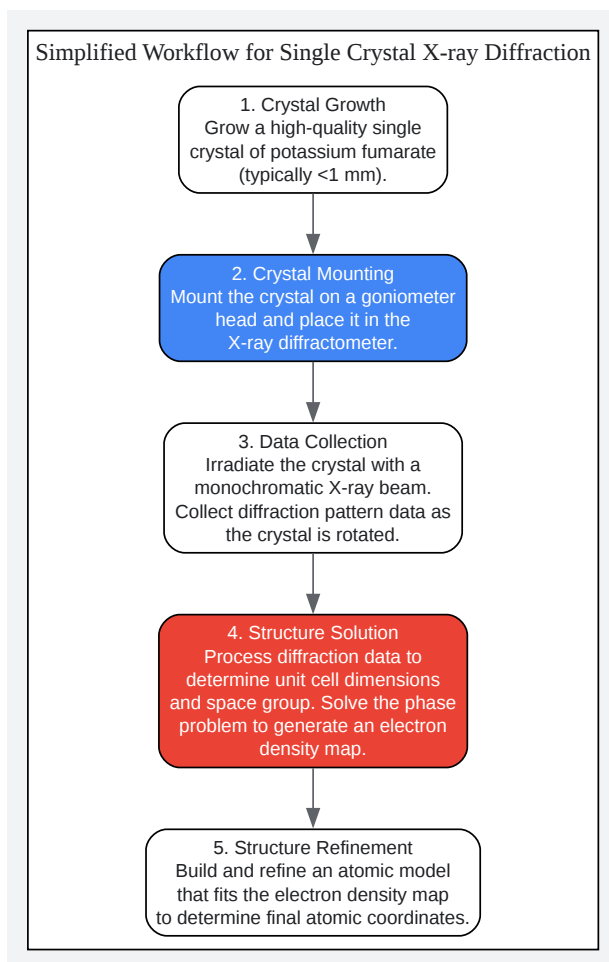 Simplified Workflow for Single Crystal X-ray Diffraction
1. Crystal Growth
Grow a high-quality single
crystal of potassium fumarate
(typically <1 mm).
2. Crystal Mounting
Mount the crystal on a goniometer
head and place it in the
X-ray diffractometer.
3. Data Collection
Irradiate the crystal with a
monochromatic X-ray beam.
Collect diffraction pattern data as
the crystal is rotated.
4. Structure Solution
Process diffraction data to
determine unit cell dimensions
and space group. Solve the phase
problem to generate an electron
density map.
5. Structure Refinement
Build and refine an atomic model
that fits the electron density map
to determine final atomic coordinates.